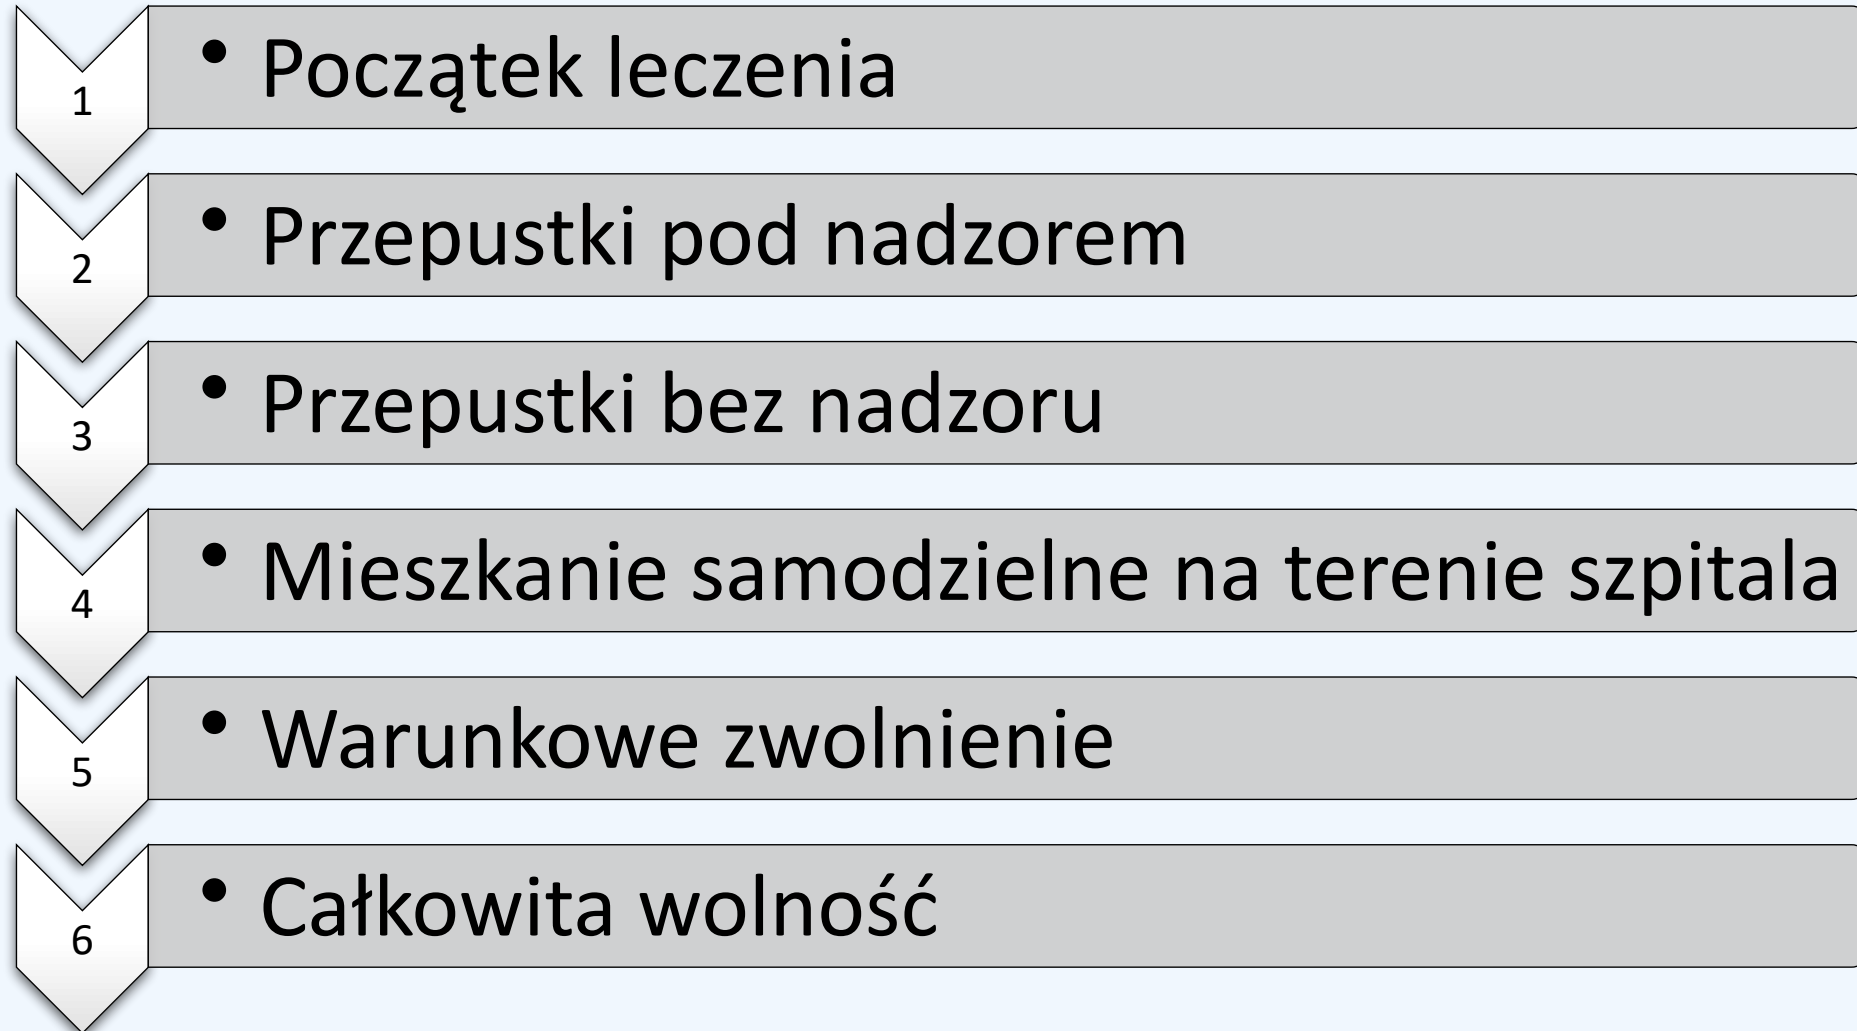 1 • Początek leczenia
2 • Przepustki pod nadzorem
3 • Przepustki bez nadzoru
4 • Mieszkanie samodzielne na terenie szpitala
5 • Warunkowe zwolnienie
6 • Całkowita wolność